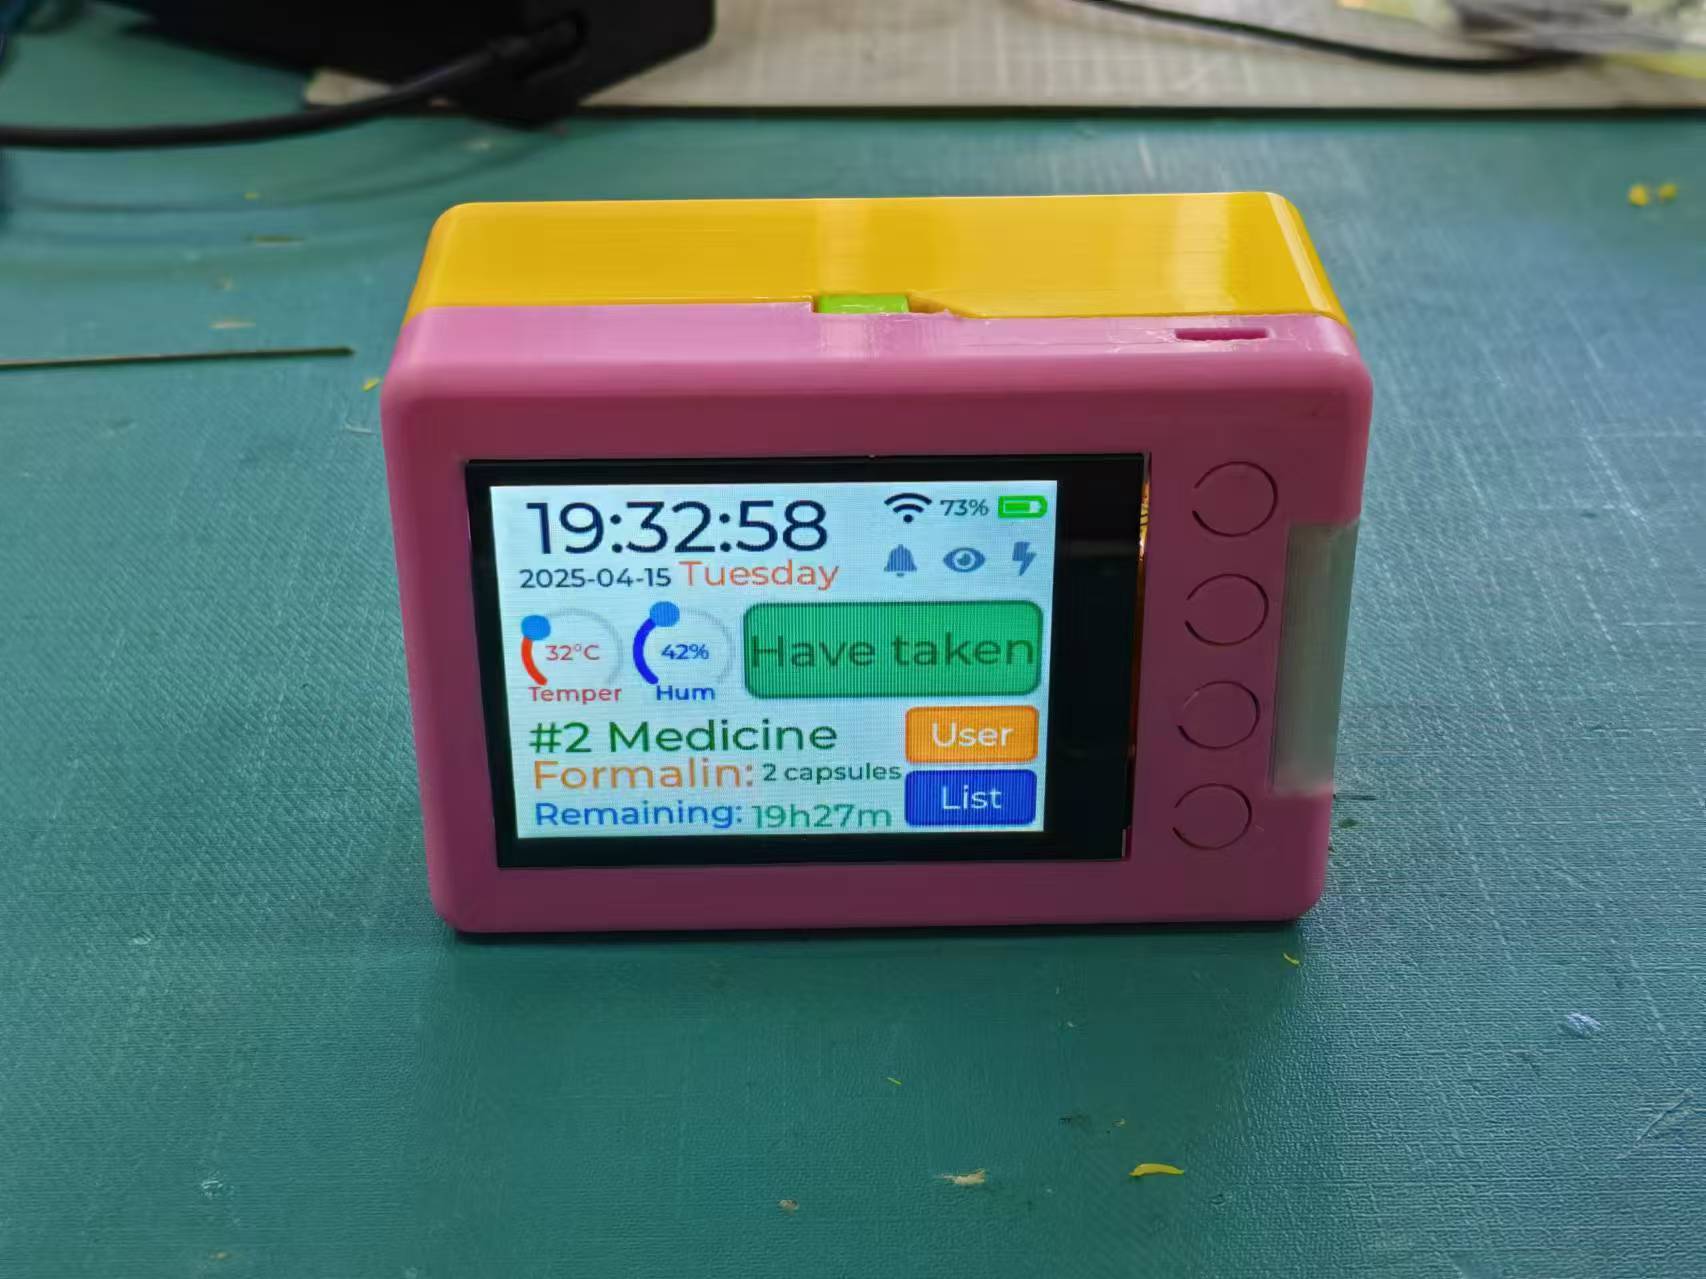 19:32:58
73%
2025-04-15 Tuesday
32°C
42%
Have taken
Temper
Hum
#2 Medicine
User
Formalin: 2 capsules
List
Remaining: 19h27m